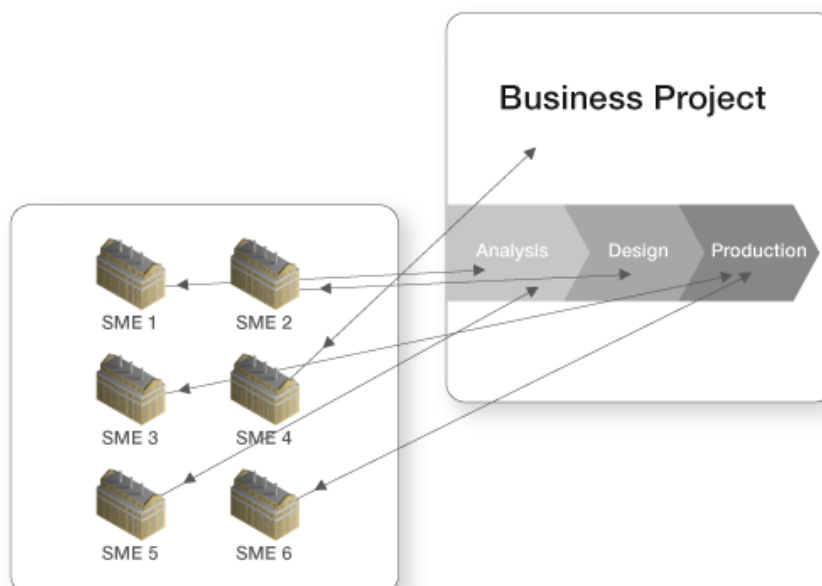 Business Project
Analysis
Design
Production
SME 1
SME 2
SME 3
SME 4
SME 5
SME 6